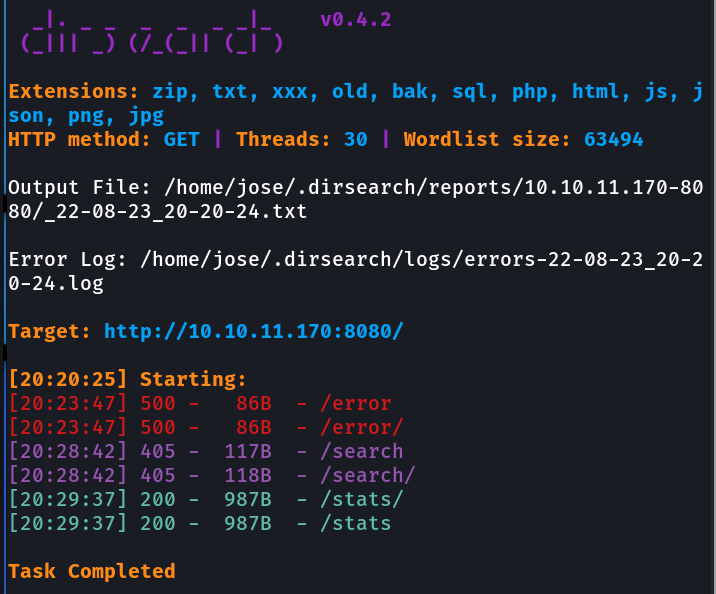 _|. _ _  _  _  _ _|_    v0.4.2
(_||| _) (/_(_|| (_| )
Extensions: zip, txt, xxx, old, bak, sql, php, html, js, j
son, png, jpg
HTTP method: GET | Threads: 30 | Wordlist size: 63494
Output File: /home/jose/.dirsearch/reports/10.10.11.170-80
80/_22-08-23_20-20-24.txt
Error Log: /home/jose/.dirsearch/logs/errors-22-08-23_20-2
0-24.log
Target: http://10.10.11.170:8080/
[20:20:25] Starting:
[20:23:47] 500 -   86B  - /error
[20:23:47] 500 -   86B  - /error/
[20:28:42] 405 -  117B  - /search
[20:28:42] 405 -  118B  - /search/
[20:29:37] 200 -  987B  - /stats/
[20:29:37] 200 -  987B  - /stats
Task Completed